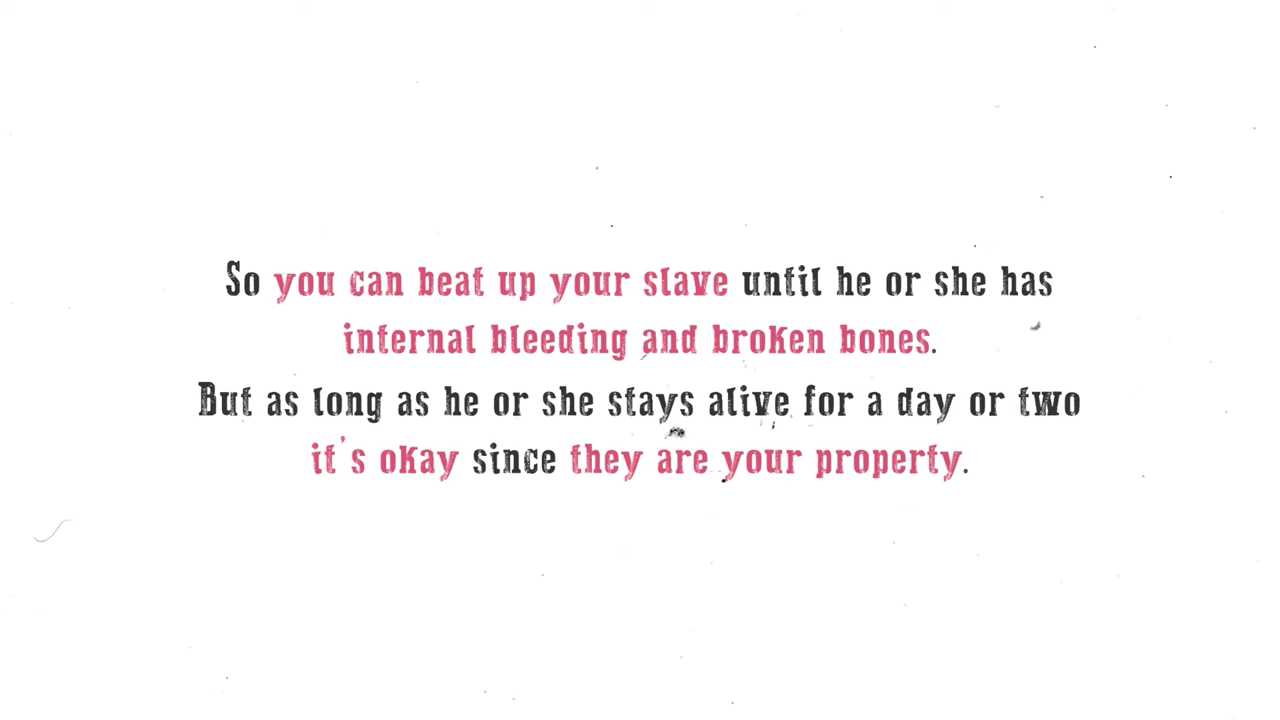 So you can beat up your slave until he or she has
internal bleeding and broken bones.
But as long as he or she stays alive for a day or two
it's okay since they are your property.